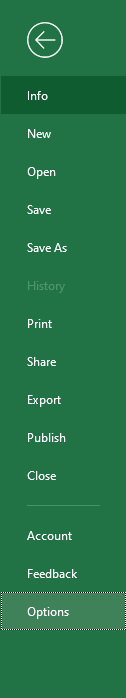 Info
New
Open
Save
Save As
History
Print
Share
Export
Publish
Close
Account
Feedback
Options